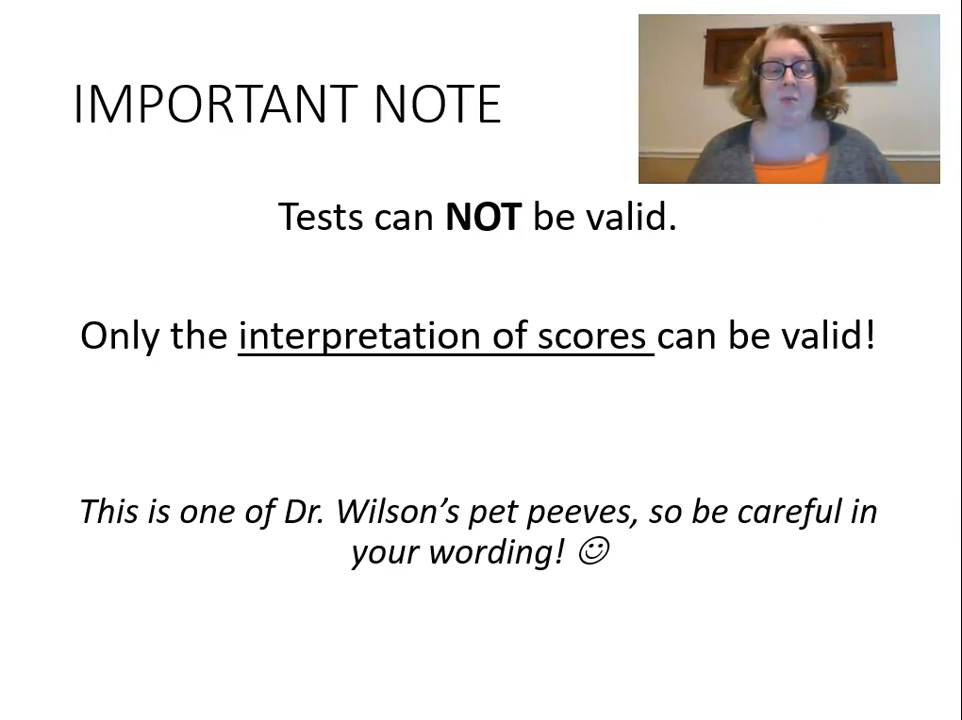 IMPORTANT NOTE
Tests can NOT be valid.
Only the interpretation of scores can be valid!
This is one of Dr. Wilson’s pet peeves, so be careful in
your wording! ☺